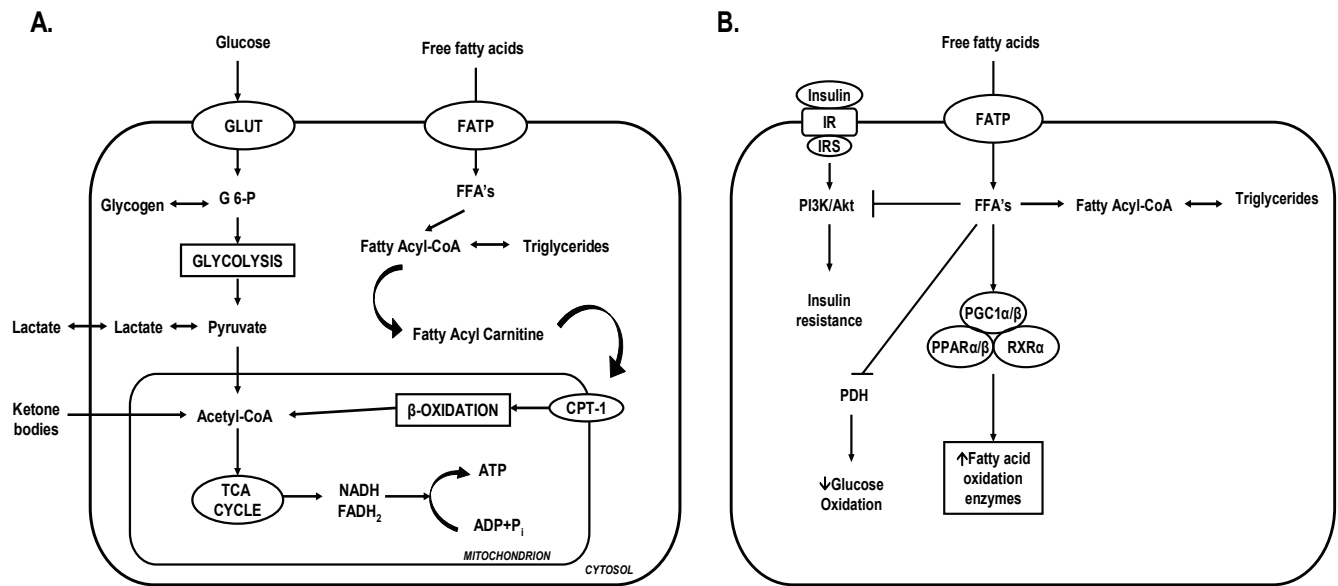 A.
Glucose
Free fatty acids
GLUT
FATP
G 6-P
Glycogen
FFA's
Fatty Acyl-CoA
Triglycerides
GLYCOLYSIS
Lactate
Lactate
Pyruvate
Fatty Acyl Carnitine
Ketone
bodies
Acetyl-CoA
β-OXIDATION
CPT-1
TCA
CYCLE
NADH
FADH₂
ATP
ADP+Pᵢ
MITOCHONDRION
CYTOSOL
B.
Free fatty acids
Insulin
IR
IRS
FATP
PI3K/Akt
FFA's
Fatty Acyl-CoA
Triglycerides
Insulin
resistance
PGC1α/β
PPARα/β
RXRα
PDH
↓Glucose
Oxidation
↑Fatty acid
oxidation
enzymes